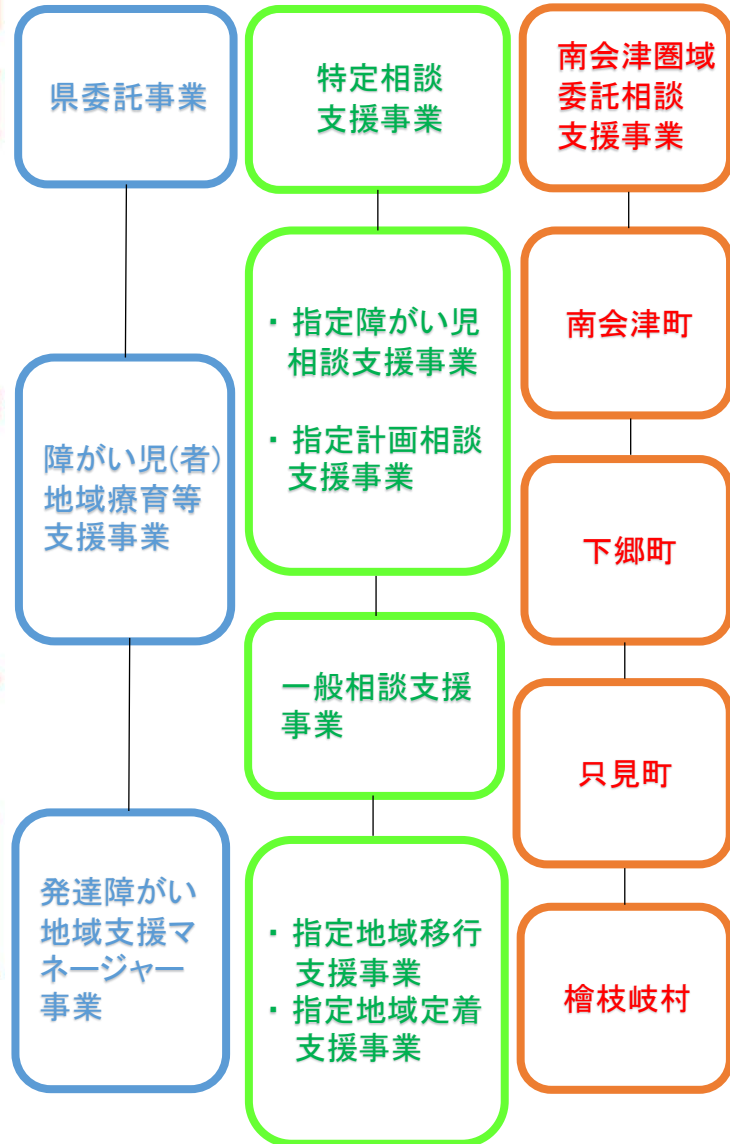 県委託事業
障がい児(者)
地域療育等
支援事業
発達障がい
地域支援マ
ネージャー
事業
特定相談
支援事業
・指定障がい児
相談支援事業
・指定計画相談
支援事業
一般相談支援
事業
・指定地域移行
支援事業
・指定地域定着
支援事業
南会津圏域
委託相談
支援事業
南会津町
下郷町
只見町
檜枝岐村